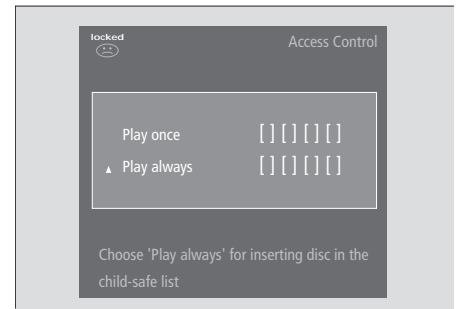 locked
Access Control
Play once [ ] [ ] [ ] [ ]
Play always [ ] [ ] [ ] [ ]
Choose 'Play always' for inserting disc in the
child-safe list